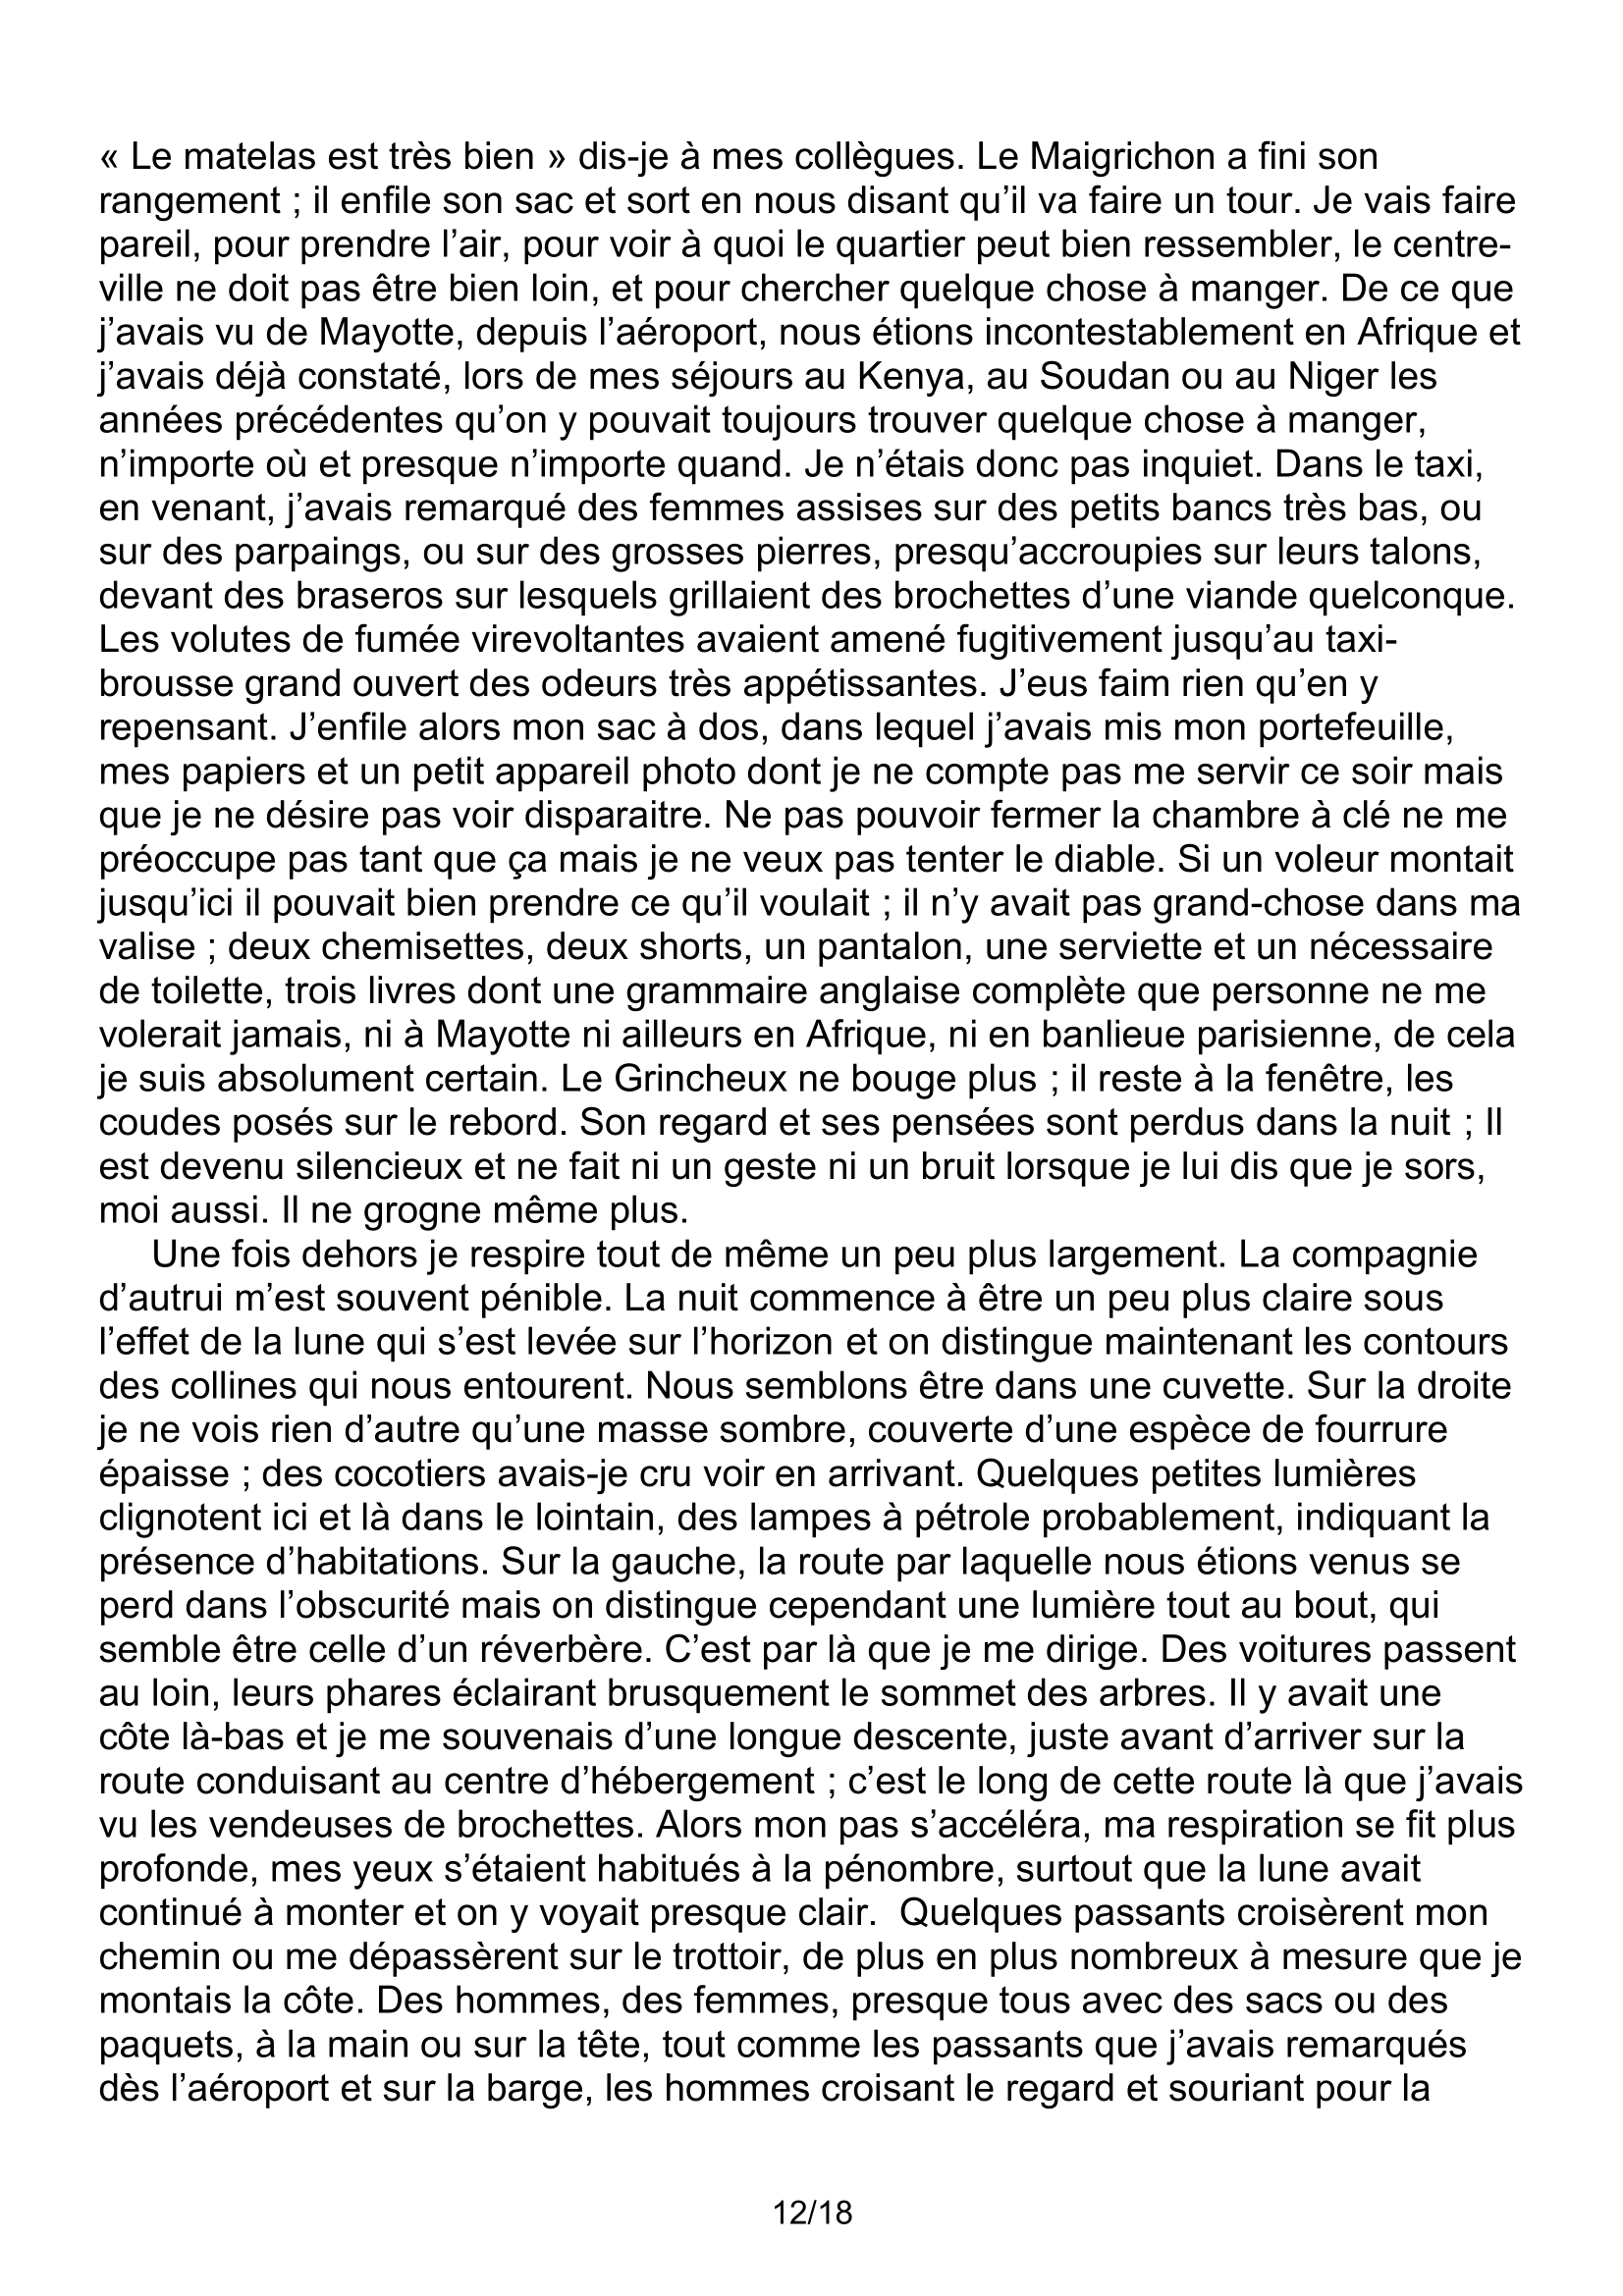 « Le matelas est très bien » dis-je à mes collègues. Le Maigrichon a fini son
rangement ; il enfile son sac et sort en nous disant qu’il va faire un tour. Je vais faire
pareil, pour prendre l’air, pour voir à quoi le quartier peut bien ressembler, le centre-
ville ne doit pas être bien loin, et pour chercher quelque chose à manger. De ce que
j’avais vu de Mayotte, depuis l’aéroport, nous étions incontestablement en Afrique et
j’avais déjà constaté, lors de mes séjours au Kenya, au Soudan ou au Niger les
années précédentes qu’on y pouvait toujours trouver quelque chose à manger,
n’importe où et presque n’importe quand. Je n’étais donc pas inquiet. Dans le taxi,
en venant, j’avais remarqué des femmes assises sur des petits bancs très bas, ou
sur des parpaings, ou sur des grosses pierres, presqu’accroupies sur leurs talons,
devant des braseros sur lesquels grillaient des brochettes d’une viande quelconque.
Les volutes de fumée virevoltantes avaient amené fugitivement jusqu’au taxi-
brousse grand ouvert des odeurs très appétissantes. J’eus faim rien qu’en y
repensant. J’enfile alors mon sac à dos, dans lequel j’avais mis mon portefeuille,
mes papiers et un petit appareil photo dont je ne compte pas me servir ce soir mais
que je ne désire pas voir disparaitre. Ne pas pouvoir fermer la chambre à clé ne me
préoccupe pas tant que ça mais je ne veux pas tenter le diable. Si un voleur montait
jusqu’ici il pouvait bien prendre ce qu’il voulait ; il n’y avait pas grand-chose dans ma
valise ; deux chemisettes, deux shorts, un pantalon, une serviette et un nécessaire
de toilette, trois livres dont une grammaire anglaise complète que personne ne me
volerait jamais, ni à Mayotte ni ailleurs en Afrique, ni en banlieue parisienne, de cela
je suis absolument certain. Le Grincheux ne bouge plus ; il reste à la fenêtre, les
coudes posés sur le rebord. Son regard et ses pensées sont perdus dans la nuit ; Il
est devenu silencieux et ne fait ni un geste ni un bruit lorsque je lui dis que je sors,
moi aussi. Il ne grogne même plus.
Une fois dehors je respire tout de même un peu plus largement. La compagnie
d’autrui m’est souvent pénible. La nuit commence à être un peu plus claire sous
l’effet de la lune qui s’est levée sur l’horizon et on distingue maintenant les contours
des collines qui nous entourent. Nous semblons être dans une cuvette. Sur la droite
je ne vois rien d’autre qu’une masse sombre, couverte d’une espèce de fourrure
épaisse ; des cocotiers avais-je cru voir en arrivant. Quelques petites lumières
clignotent ici et là dans le lointain, des lampes à pétrole probablement, indiquant la
présence d’habitations. Sur la gauche, la route par laquelle nous étions venus se
perd dans l’obscurité mais on distingue cependant une lumière tout au bout, qui
semble être celle d’un réverbère. C’est par là que je me dirige. Des voitures passent
au loin, leurs phares éclairant brusquement le sommet des arbres. Il y avait une
côte là-bas et je me souvenais d’une longue descente, juste avant d’arriver sur la
route conduisant au centre d’hébergement ; c’est le long de cette route là que j’avais
vu les vendeuses de brochettes. Alors mon pas s’accéléra, ma respiration se fit plus
profonde, mes yeux s’étaient habitués à la pénombre, surtout que la lune avait
continué à monter et on y voyait presque clair.  Quelques passants croisèrent mon
chemin ou me dépassèrent sur le trottoir, de plus en plus nombreux à mesure que je
montais la côte. Des hommes, des femmes, presque tous avec des sacs ou des
paquets, à la main ou sur la tête, tout comme les passants que j’avais remarqués
dès l’aéroport et sur la barge, les hommes croisant le regard et souriant pour la
12/18